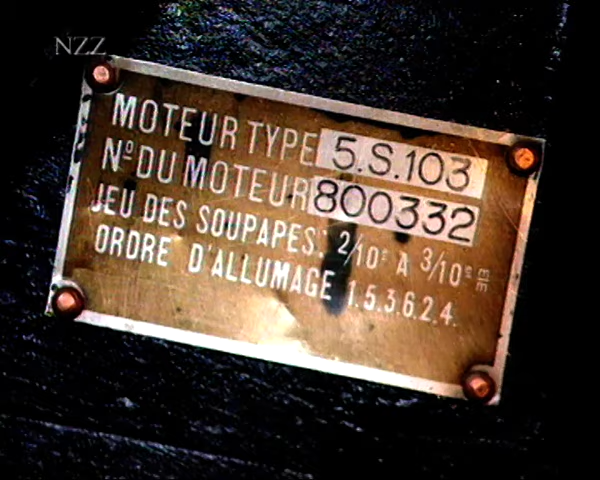 NZZ
MOTEUR TYPE 5.S.103
Nº DU MOTEUR 800332
JEU DES SOUPAPES: 2/10e A 3/10e
ORDRE D'ALLUMAGE 1.5.3.6.2.4.